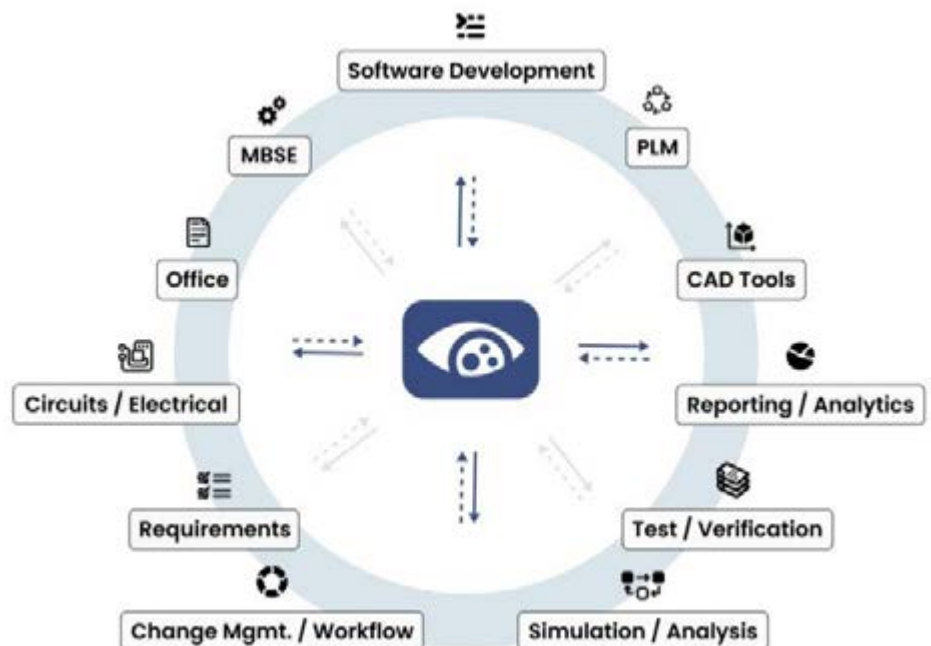 Software Development
MBSE
PLM
Office
CAD Tools
Circuits / Electrical
Reporting / Analytics
Requirements
Test / Verification
Change Mgmt. / Workflow
Simulation / Analysis